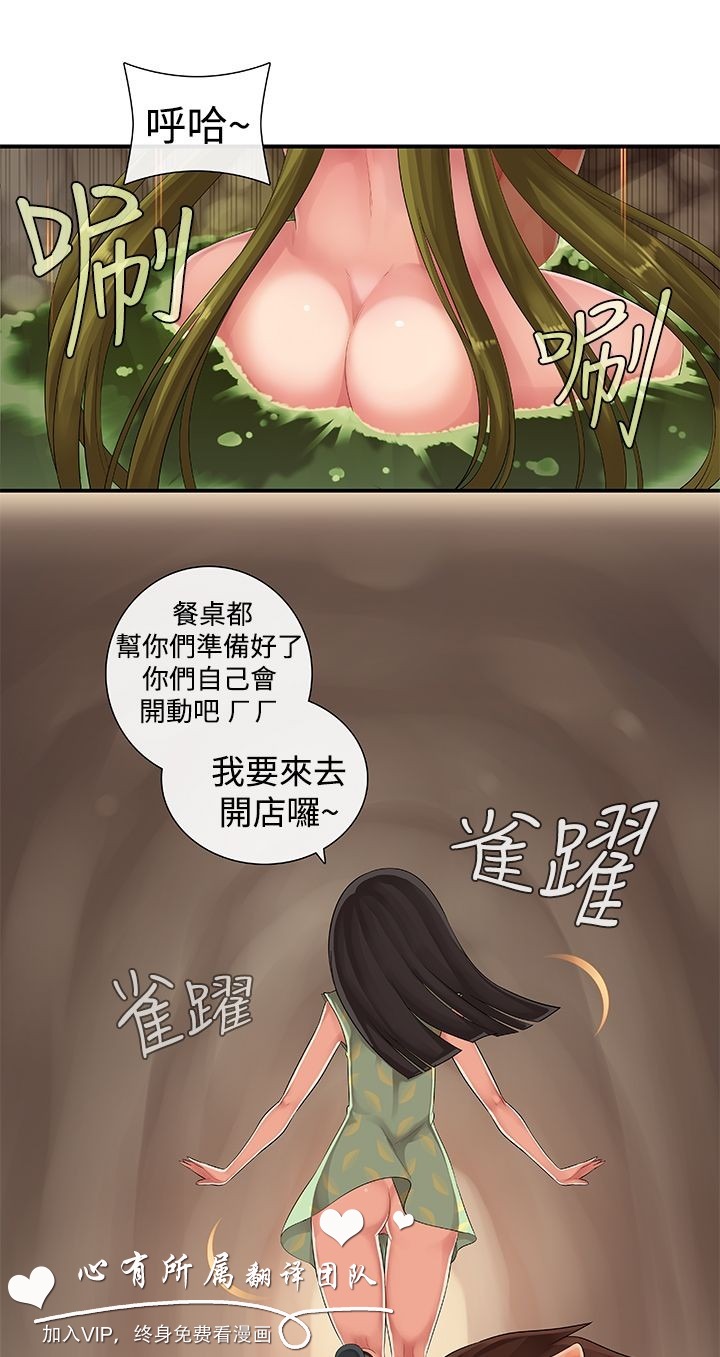 呼哈~
唰
唰
餐桌都
幫你們準備好了
你們自己會
開動吧 ㄏㄏ
我要來去
開店囉~
雀躍
雀躍
心有所属翻译团队
加入VIP，终身免费看漫画